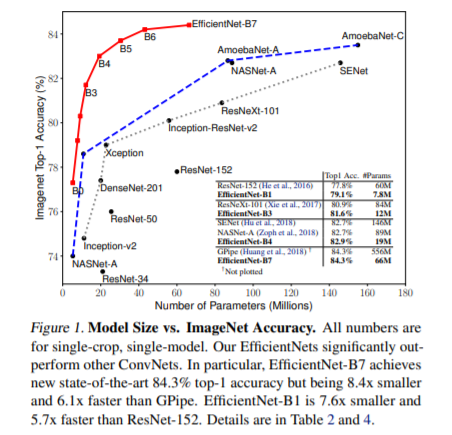 84
82
80
78
76
74
Imagenet Top-1 Accuracy (%)
EfficientNet-B7
B6
B5
B4
B3
B0
AmoebaNet-A
AmoebaNet-C
NASNet-A
SENet
ResNeXt-101
Inception-ResNet-v2
Xception
ResNet-152
DenseNet-201
ResNet-50
Inception-v2
NASNet-A
ResNet-34
Top1 Acc. #Params
ResNet-152 (He et al., 2016) 77.8% 60M
EfficientNet-B1 79.1% 7.8M
ResNeXt-101 (Xie et al., 2017) 80.9% 84M
EfficientNet-B3 81.6% 12M
SENet (Hu et al., 2018) 82.7% 146M
NASNet-A (Zoph et al., 2018) 82.7% 89M
EfficientNet-B4 82.9% 19M
GPipe (Huang et al., 2018) † 84.3% 556M
EfficientNet-B7 84.3% 66M
†Not plotted
0 20 40 60 80 100 120 140 160 180
Number of Parameters (Millions)
Figure 1. Model Size vs. ImageNet Accuracy. All numbers are
for single-crop, single-model. Our EfficientNets significantly out-
perform other ConvNets. In particular, EfficientNet-B7 achieves
new state-of-the-art 84.3% top-1 accuracy but being 8.4x smaller
and 6.1x faster than GPipe. EfficientNet-B1 is 7.6x smaller and
5.7x faster than ResNet-152. Details are in Table 2 and 4.